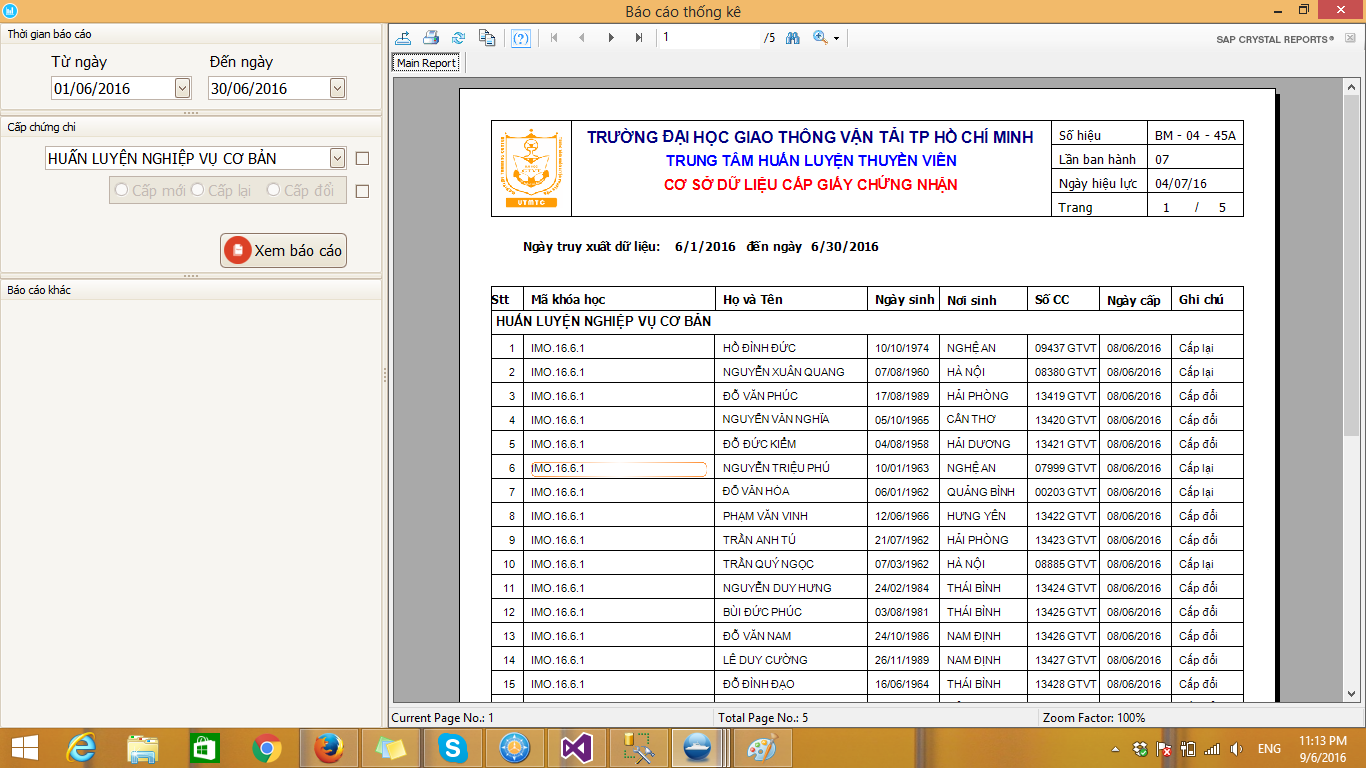 Báo cáo thống kê
Thời gian báo cáo
Từ ngày Đến ngày
01/06/2016 30/06/2016
Cấp chứng chỉ
HUẤN LUYỆN NGHIỆP VỤ CƠ BẢN
Cấp mới Cấp lại Cấp đổi
Xem báo cáo
Báo cáo khác
1 /5
SAP CRYSTAL REPORTS®
Main Report
TRƯỜNG ĐẠI HỌC GIAO THÔNG VẬN TẢI TP HỒ CHÍ MINH
TRUNG TÂM HUẤN LUYỆN THUYỀN VIÊN
CƠ SỞ DỮ LIỆU CẤP GIẤY CHỨNG NHẬN
UTMTC
Số hiệu BM - 04 - 45A
Lần ban hành 07
Ngày hiệu lực 04/07/16
Trang 1 / 5
Ngày truy xuất dữ liệu: 6/1/2016 đến ngày 6/30/2016
Stt Mã khóa học Họ và Tên Ngày sinh Nơi sinh Số CC Ngày cấp Ghi chú
HUẤN LUYỆN NGHIỆP VỤ CƠ BẢN
1 IMO.16.6.1 HỒ ĐÌNH ĐỨC 10/10/1974 NGHỆ AN 09437 GTVT 08/06/2016 Cấp lại
2 IMO.16.6.1 NGUYỄN XUÂN QUANG 07/08/1960 HÀ NỘI 08380 GTVT 08/06/2016 Cấp lại
3 IMO.16.6.1 ĐỖ VĂN PHÚC 17/08/1989 HẢI PHÒNG 13419 GTVT 08/06/2016 Cấp đổi
4 IMO.16.6.1 NGUYỄN VĂN NGHĨA 05/10/1965 CẦN THƠ 13420 GTVT 08/06/2016 Cấp đổi
5 IMO.16.6.1 ĐỖ ĐỨC KIỂM 04/08/1958 HẢI DƯƠNG 13421 GTVT 08/06/2016 Cấp đổi
6 IMO.16.6.1 NGUYỄN TRIỆU PHÚ 10/01/1963 NGHỆ AN 07999 GTVT 08/06/2016 Cấp lại
7 IMO.16.6.1 ĐỖ VĂN HÒA 06/01/1962 QUẢNG BÌNH 00203 GTVT 08/06/2016 Cấp lại
8 IMO.16.6.1 PHẠM VĂN VINH 12/06/1966 HƯNG YÊN 13422 GTVT 08/06/2016 Cấp đổi
9 IMO.16.6.1 TRẦN ANH TÚ 21/07/1962 HẢI PHÒNG 13423 GTVT 08/06/2016 Cấp đổi
10 IMO.16.6.1 TRẦN QUÝ NGỌC 07/03/1962 HÀ NỘI 08885 GTVT 08/06/2016 Cấp lại
11 IMO.16.6.1 NGUYỄN DUY HƯNG 24/02/1984 THÁI BÌNH 13424 GTVT 08/06/2016 Cấp đổi
12 IMO.16.6.1 BÙI ĐỨC PHÚC 03/08/1981 THÁI BÌNH 13425 GTVT 08/06/2016 Cấp đổi
13 IMO.16.6.1 ĐỖ VĂN NAM 24/10/1986 NAM ĐỊNH 13426 GTVT 08/06/2016 Cấp đổi
14 IMO.16.6.1 LÊ DUY CƯỜNG 26/11/1989 NAM ĐỊNH 13427 GTVT 08/06/2016 Cấp đổi
15 IMO.16.6.1 ĐỖ ĐÌNH ĐẠO 16/06/1964 THÁI BÌNH 13428 GTVT 08/06/2016 Cấp đổi
Current Page No.: 1 Total Page No.: 5 Zoom Factor: 100%
ENG
11:13 PM
9/6/2016